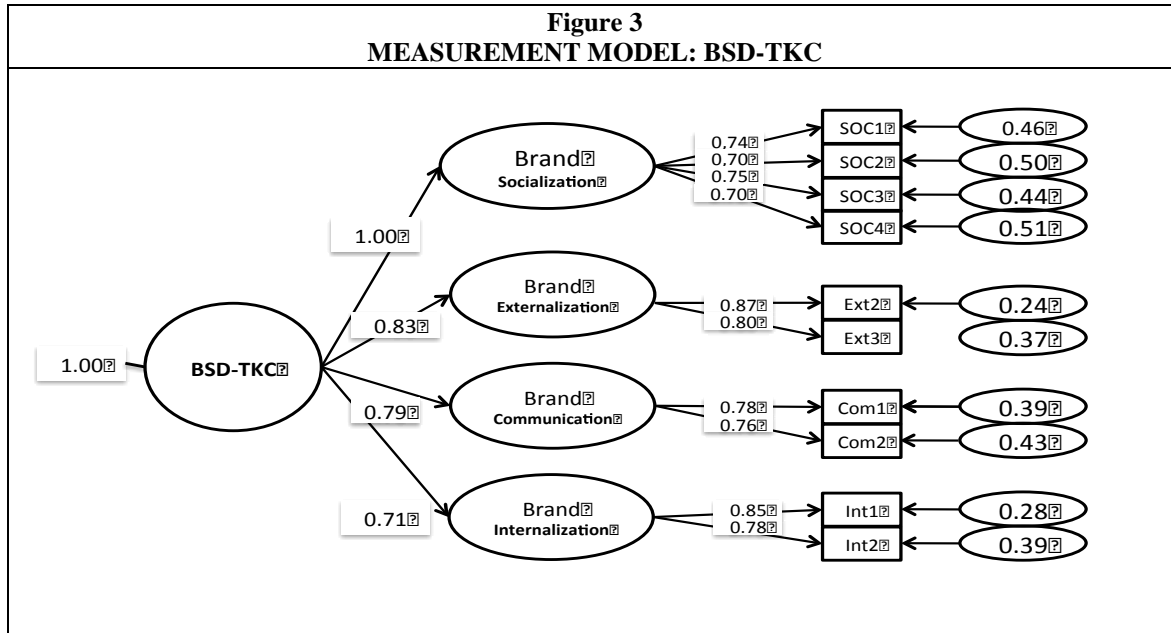 Figure 3
MEASUREMENT MODEL: BSD-TKC
Brand
Socialization
0.74
0.70
0.75
0.70
SOC1
SOC2
SOC3
SOC4
0.46
0.50
0.44
0.51
1.00
Brand
Externalization
0.87
0.80
Ext2
Ext3
0.24
0.37
0.83
1.00
BSD-TKC
Brand
Communication
0.78
0.76
Com1
Com2
0.39
0.43
0.79
Brand
Internalization
0.85
0.78
Int1
Int2
0.28
0.39
0.71